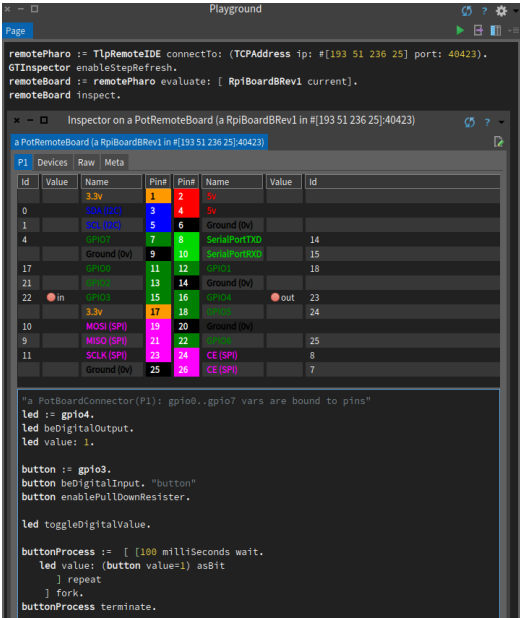 Playground
Page
remotePharo := TlpRemoteIDE connectTo: (TCPAddress ip: #[193 51 236 25] port: 40423).
GTInspector enableStepRefresh.
remoteBoard := remotePharo evaluate: [ RpiBoardBRev1 current].
remoteBoard inspect.
Inspector on a PotRemoteBoard (a RpiBoardBRev1 in #[193 51 236 25]:40423)
a PotRemoteBoard (a RpiBoardBRev1 in #[193 51 236 25]:40423)
P1 Devices Raw Meta
Id Value Name Pin# Pin# Name Value Id
3.3v 1 2 5v
0 3 4 5v
1 SCL (I2C) 5 6 Ground (0v)
4 GPIO7 7 8 SerialPortTXD 14
Ground (0v) 9 10 SerialPortRXD 15
17 GPIO0 11 12 GPIO1 18
21 GPIO2 13 14 Ground (0v)
22 in GPIO3 15 16 GPIO4 out 23
3.3v 17 18 GPIO5 24
10 MOSI (SPI) 19 20 Ground (0v)
9 MISO (SPI) 21 22 GPIO6 25
11 SCLK (SPI) 23 24 CE (SPI) 8
Ground (0v) 25 26 CE (SPI) 7
"a PotBoardConnector(P1): gpio0..gpio7 vars are bound to pins"
led := gpio4.
led beDigitalOutput.
led value: 1.
button := gpio3.
button beDigitalInput. "button"
button enablePullDownResister.
led toggleDigitalValue.
buttonProcess := [ [100 milliSeconds wait.
led value: (button value=1) asBit
] repeat
] fork.
buttonProcess terminate.